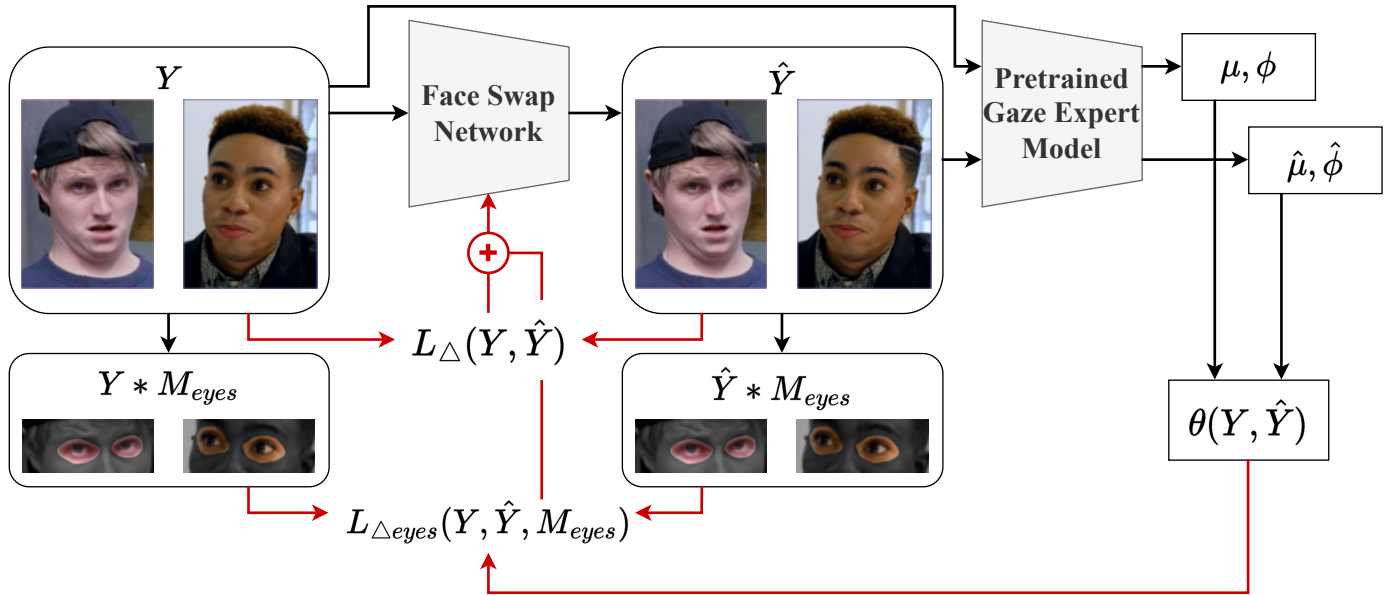 Y
Face Swap
Network
Ŷ
Pretrained
Gaze Expert
Model
μ, ϕ
μ̂, ϕ̂
+
L△(Y, Ŷ)
Y * M_eyes
Ŷ * M_eyes
θ(Y, Ŷ)
L△eyes(Y, Ŷ, M_eyes)